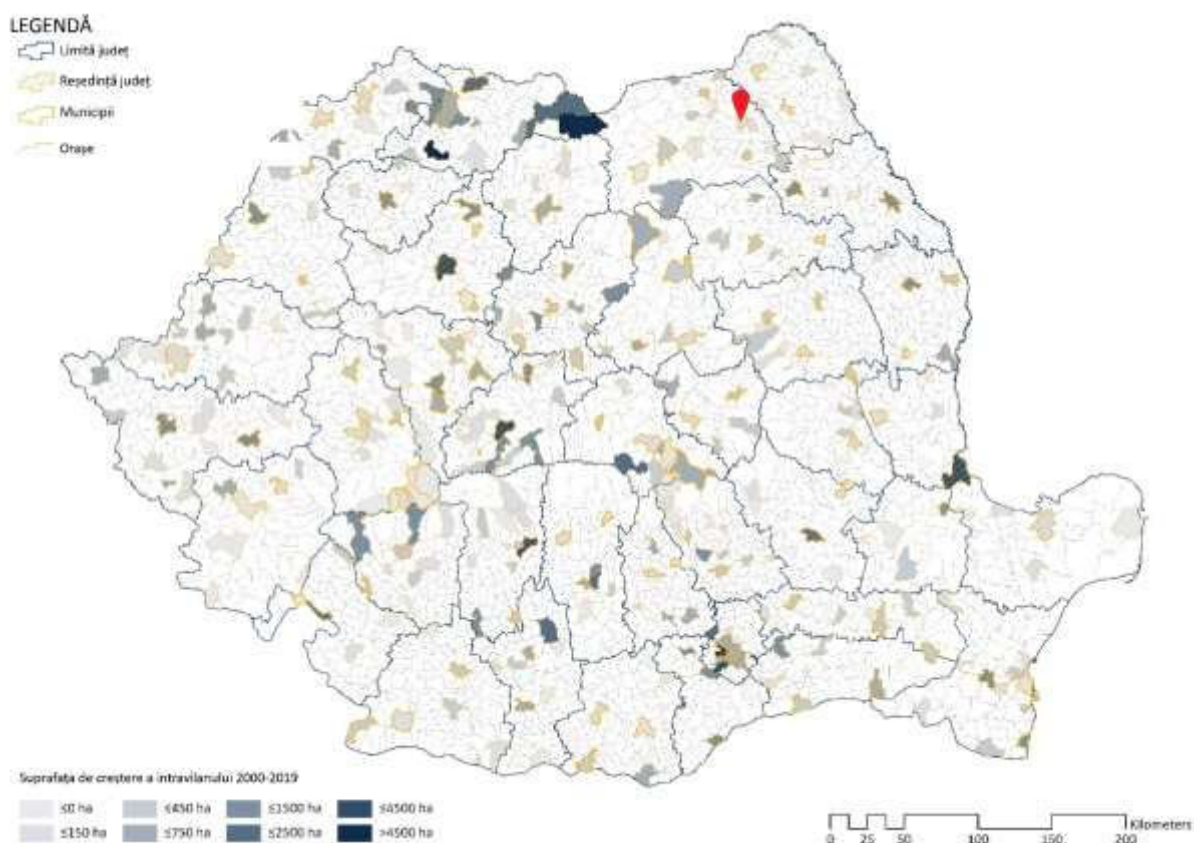 LEGENDĂ
Limită județ
Reședință județ
Municipii
Orașe
Suprafața de creștere a intravilanului 2000-2019
≤0 ha
≤450 ha
≤1500 ha
≤4500 ha
≤150 ha
≤750 ha
≤2500 ha
>4500 ha
Kilometers
0 25 50 100 150 200